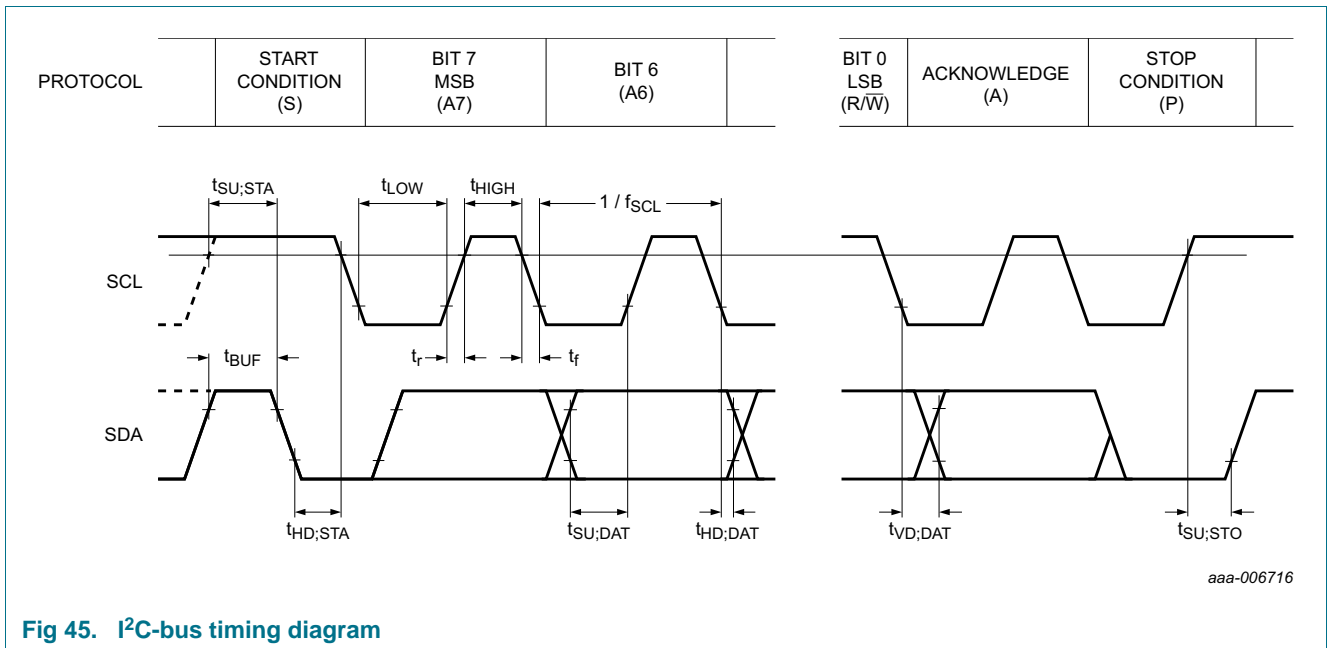 PROTOCOL
START
CONDITION
(S)
BIT 7
MSB
(A7)
BIT 6
(A6)
BIT 0
LSB
(R/W̅)
ACKNOWLEDGE
(A)
STOP
CONDITION
(P)
tSU;STA
tLOW
tHIGH
1 / fSCL
SCL
tBUF
tr
tf
SDA
tHD;STA
tSU;DAT
tHD;DAT
tVD;DAT
tSU;STO
aaa-006716
Fig 45. I²C-bus timing diagram